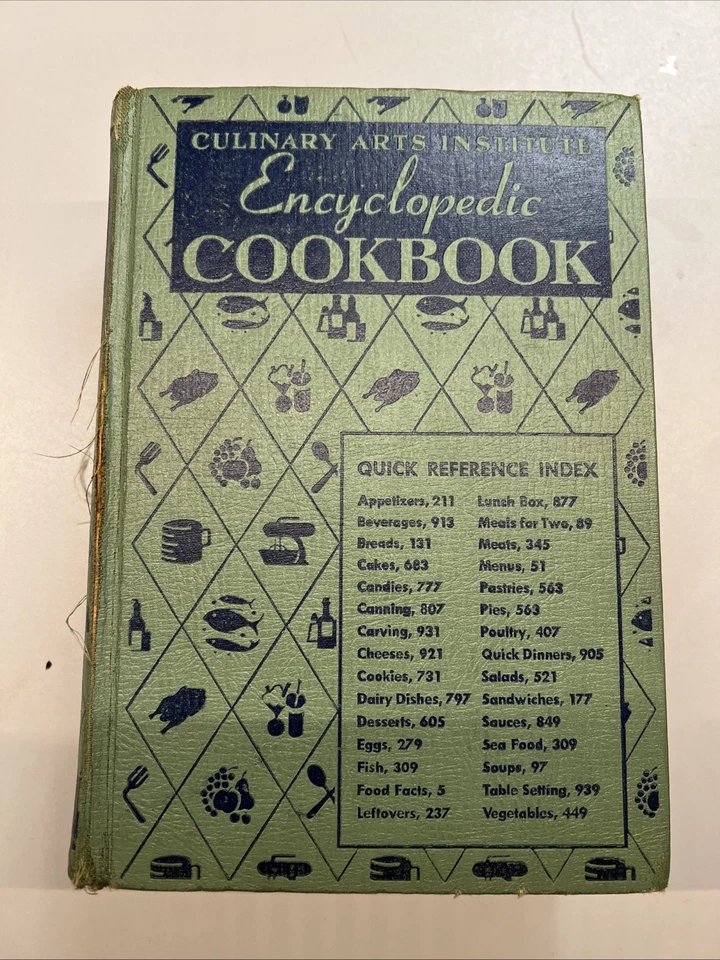 CULINARY ARTS INSTITUTE
Encyclopedic
COOKBOOK
QUICK REFERENCE INDEX
Appetizers, 211
Beverages, 913
Breads, 131
Cakes, 683
Candies, 777
Canning, 807
Carving, 931
Cheeses, 921
Cookies, 731
Dairy Dishes, 797
Desserts, 605
Eggs, 279
Fish, 309
Food Facts, 5
Leftovers, 237
Lunch Box, 877
Meals for Two, 89
Meats, 345
Menus, 51
Pastries, 563
Pies, 563
Poultry, 407
Quick Dinners, 905
Salads, 521
Sandwiches, 177
Sauces, 849
Sea Food, 309
Soups, 97
Table Setting, 939
Vegetables, 449